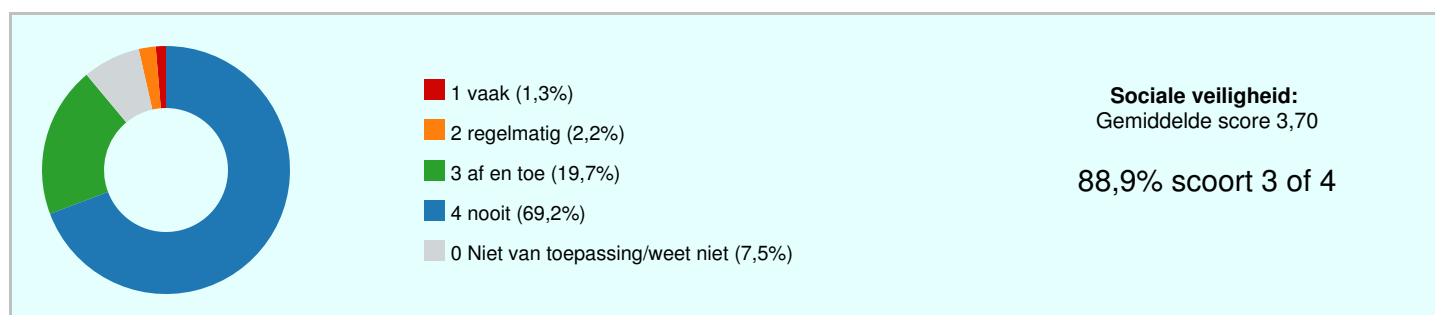 1 vaak (1,3%)
2 regelmatig (2,2%)
3 af en toe (19,7%)
4 nooit (69,2%)
0 Niet van toepassing/weet niet (7,5%)
Sociale veiligheid:
Gemiddelde score 3,70
88,9% scoort 3 of 4